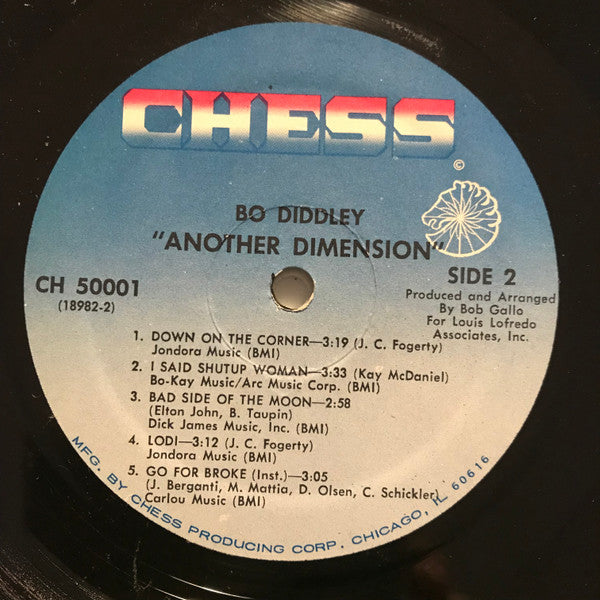 CHESS
©
BO DIDDLEY
"ANOTHER DIMENSION"
CH 50001
(18982-2)
SIDE 2
Produced and Arranged
By Bob Gallo
For Louis Lofredo
Associates, Inc.
1. DOWN ON THE CORNER—3:19 (J. C. Fogerty)
Jondora Music (BMI)
2. I SAID SHUTUP WOMAN—3:33 (Kay McDaniel)
Bo-Kay Music/Arc Music Corp. (BMI)
3. BAD SIDE OF THE MOON—2:58
(Elton John, B. Taupin)
Dick James Music, Inc. (BMI)
4. LODI—3:12 (J. C. Fogerty)
Jondora Music (BMI)
5. GO FOR BROKE (Inst.)—3:05
(J. Berganti, M. Mattia, D. Olsen, C. Schickler)
Carlou Music (BMI)
MFG. BY CHESS PRODUCING CORP. CHICAGO, IL 60616